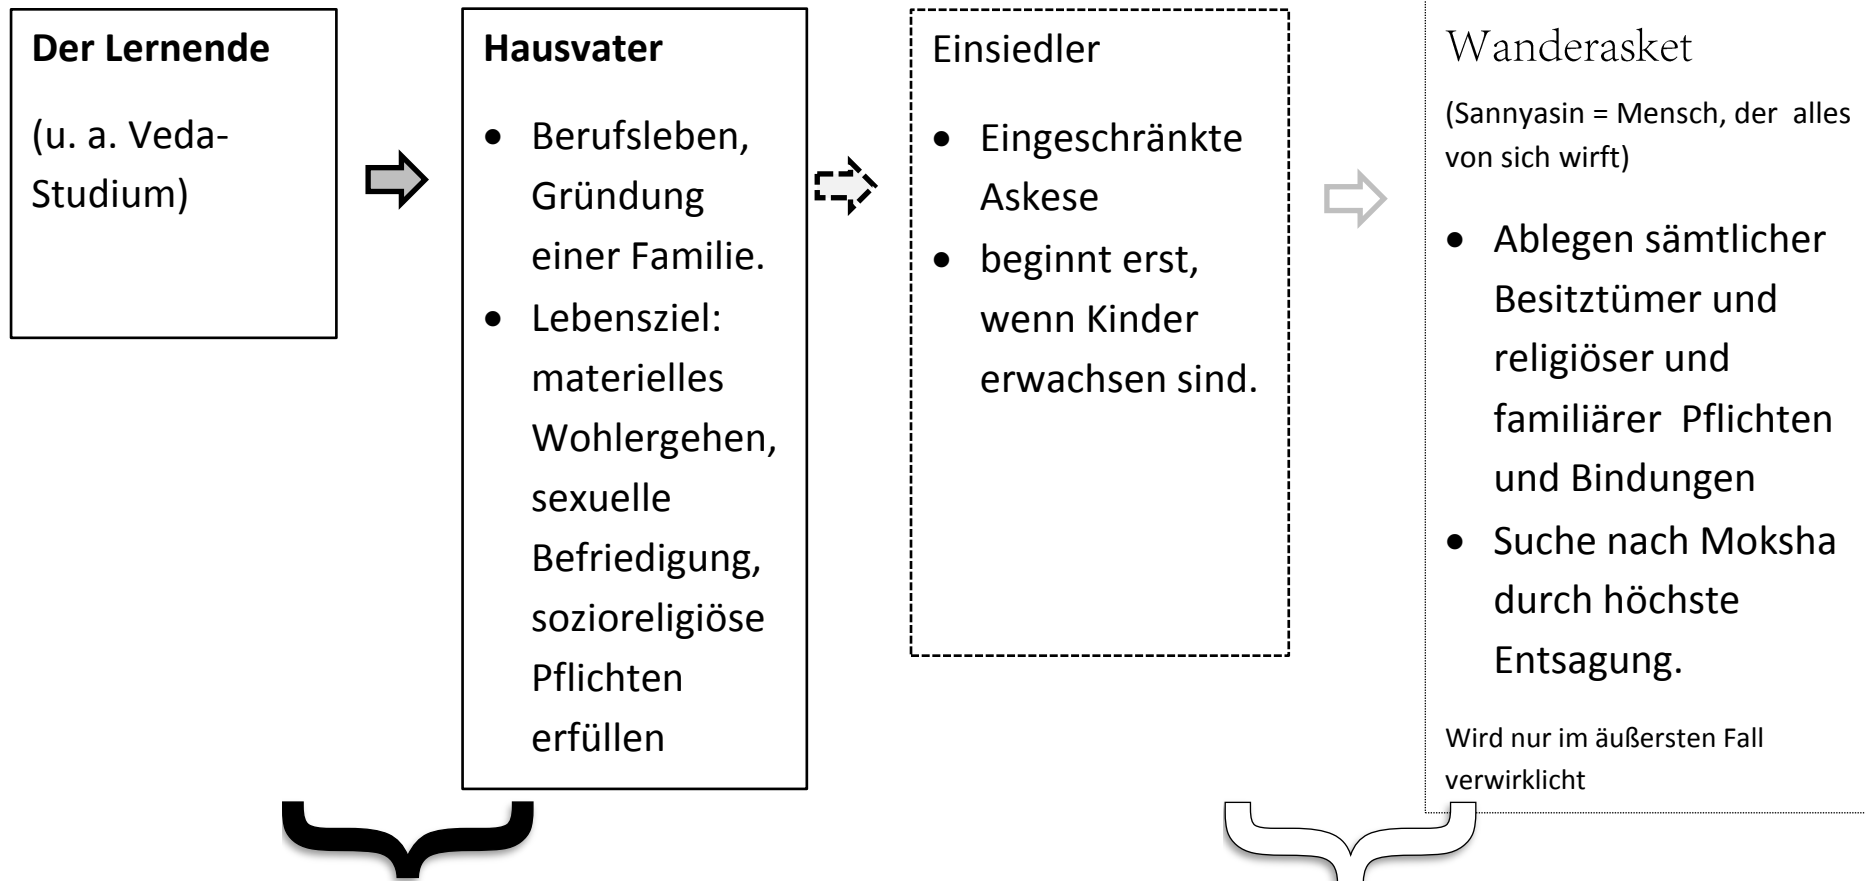 Der Lernende
(u. a. Veda-
Studium)
Hausvater
• Berufsleben,
Gründung
einer Familie.
• Lebensziel:
materielles
Wohlergehen,
sexuelle
Befriedigung,
sozioreligiöse
Pflichten
erfüllen
Einsiedler
• Eingeschränkte
Askese
• beginnt erst,
wenn Kinder
erwachsen sind.
Wanderasket
(Sannyasin = Mensch, der alles
von sich wirft)
• Ablegen sämtlicher
Besitztümer und
religiöser und
familiärer Pflichten
und Bindungen
• Suche nach Moksha
durch höchste
Entsagung.
Wird nur im äußersten Fall
verwirklicht